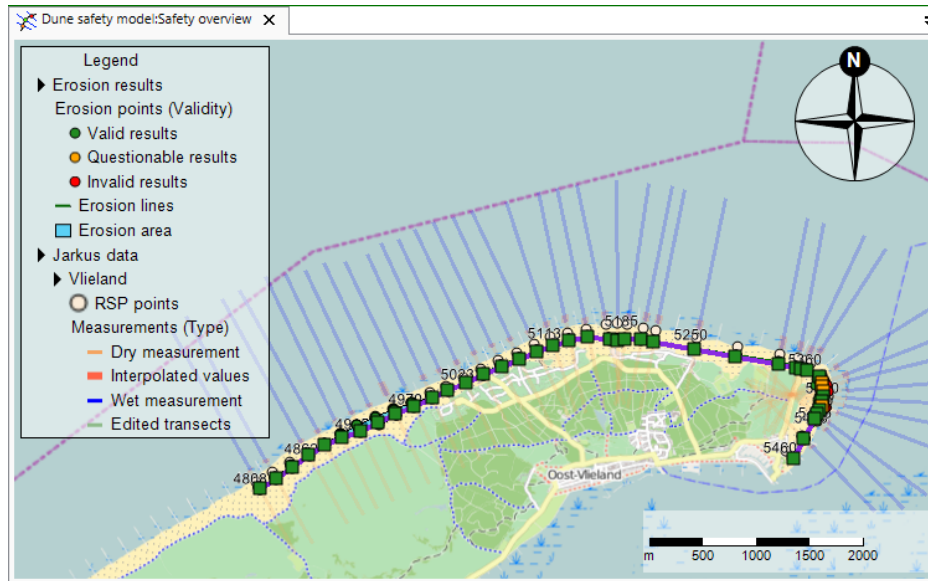 Dune safety model:Safety overview
Legend
Erosion results
Erosion points (Validity)
Valid results
Questionable results
Invalid results
Erosion lines
Erosion area
Jarkus data
Vlieland
RSP points
Measurements (Type)
Dry measurement
Interpolated values
Wet measurement
Edited transects
N
5185
5113
5250
5023
5460
4808
Oost-Vlieland
m 500 1000 1500 2000